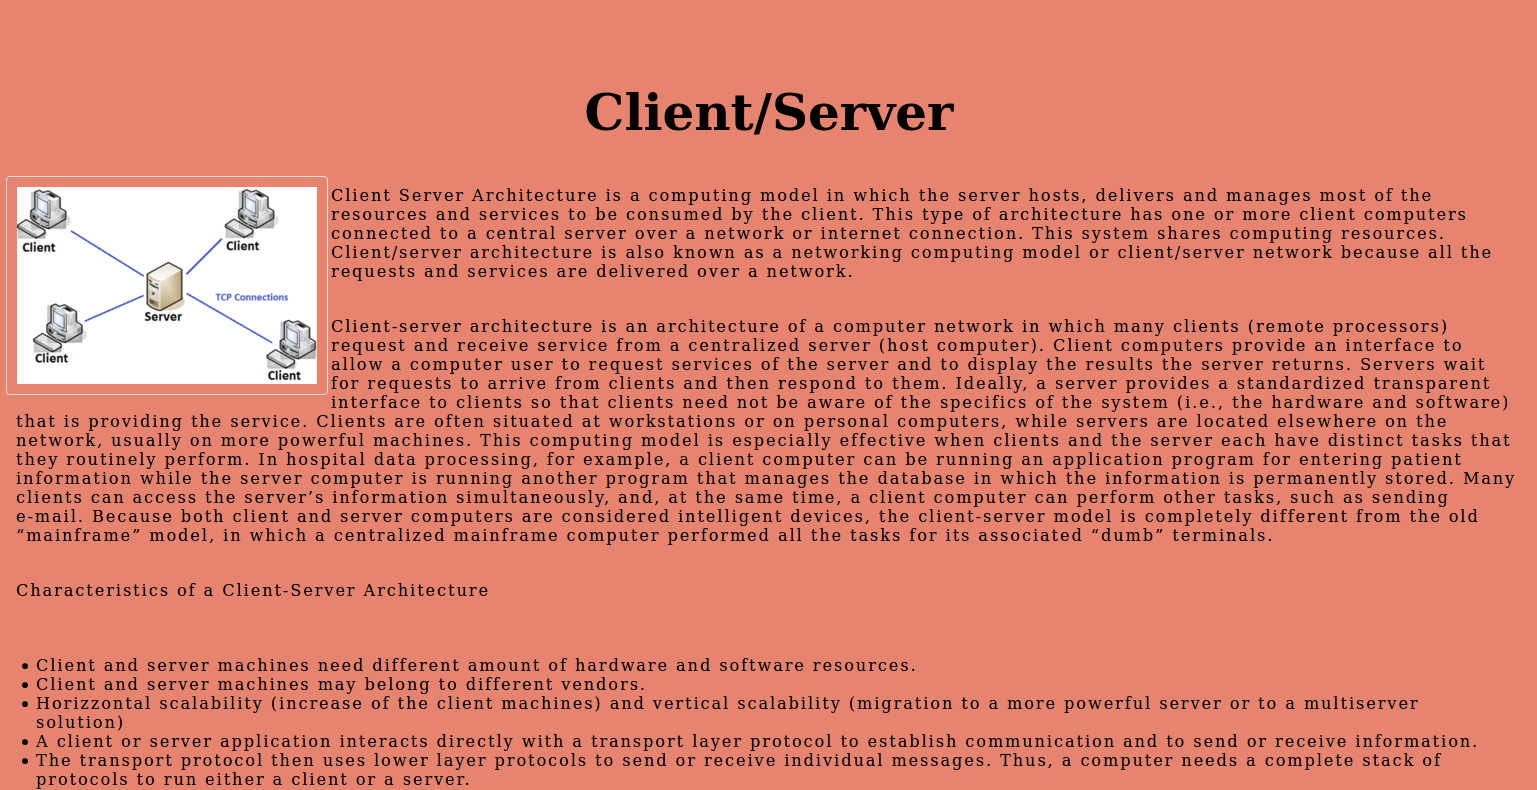 Client/Server
Client
Client
Server
TCP Connections
Client
Client
Client Server Architecture is a computing model in which the server hosts, delivers and manages most of the
resources and services to be consumed by the client. This type of architecture has one or more client computers
connected to a central server over a network or internet connection. This system shares computing resources.
Client/server architecture is also known as a networking computing model or client/server network because all the
requests and services are delivered over a network.
Client-server architecture is an architecture of a computer network in which many clients (remote processors)
request and receive service from a centralized server (host computer). Client computers provide an interface to
allow a computer user to request services of the server and to display the results the server returns. Servers wait
for requests to arrive from clients and then respond to them. Ideally, a server provides a standardized transparent
interface to clients so that clients need not be aware of the specifics of the system (i.e., the hardware and software)
that is providing the service. Clients are often situated at workstations or on personal computers, while servers are located elsewhere on the
network, usually on more powerful machines. This computing model is especially effective when clients and the server each have distinct tasks that
they routinely perform. In hospital data processing, for example, a client computer can be running an application program for entering patient
information while the server computer is running another program that manages the database in which the information is permanently stored. Many
clients can access the server’s information simultaneously, and, at the same time, a client computer can perform other tasks, such as sending
e-mail. Because both client and server computers are considered intelligent devices, the client-server model is completely different from the old
“mainframe” model, in which a centralized mainframe computer performed all the tasks for its associated “dumb” terminals.
Characteristics of a Client-Server Architecture
• Client and server machines need different amount of hardware and software resources.
• Client and server machines may belong to different vendors.
• Horizzontal scalability (increase of the client machines) and vertical scalability (migration to a more powerful server or to a multiserver
solution)
• A client or server application interacts directly with a transport layer protocol to establish communication and to send or receive information.
• The transport protocol then uses lower layer protocols to send or receive individual messages. Thus, a computer needs a complete stack of
protocols to run either a client or a server.